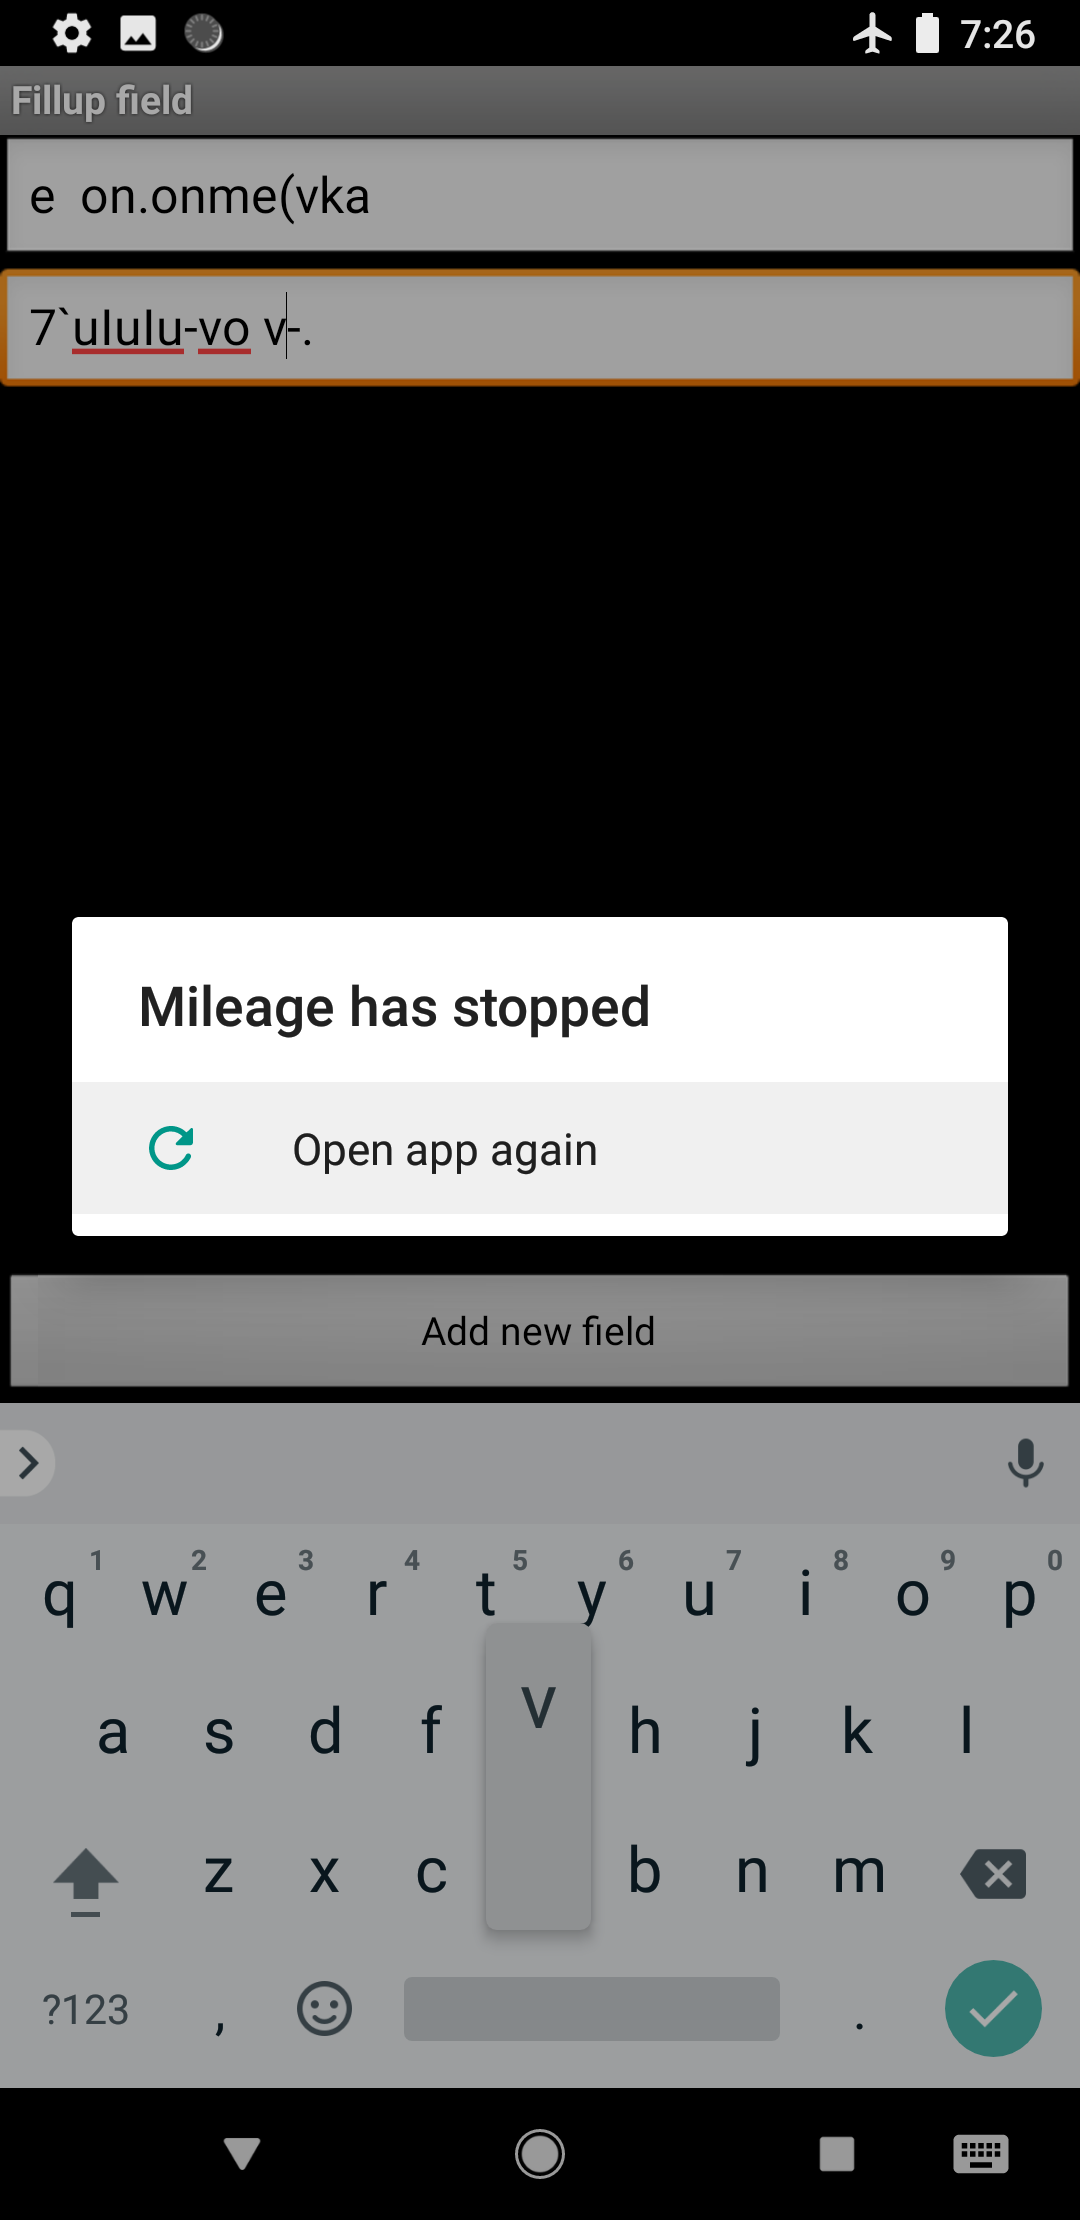 7:26
Fillup field
e  on.onme(vka
7`ululu-vo v-.
Mileage has stopped
Open app again
Add new field
1 2 3 4 5 6 7 8 9 0
q w e r t y u i o p
a s d f v h j k l
z x c b n m
?123 , .